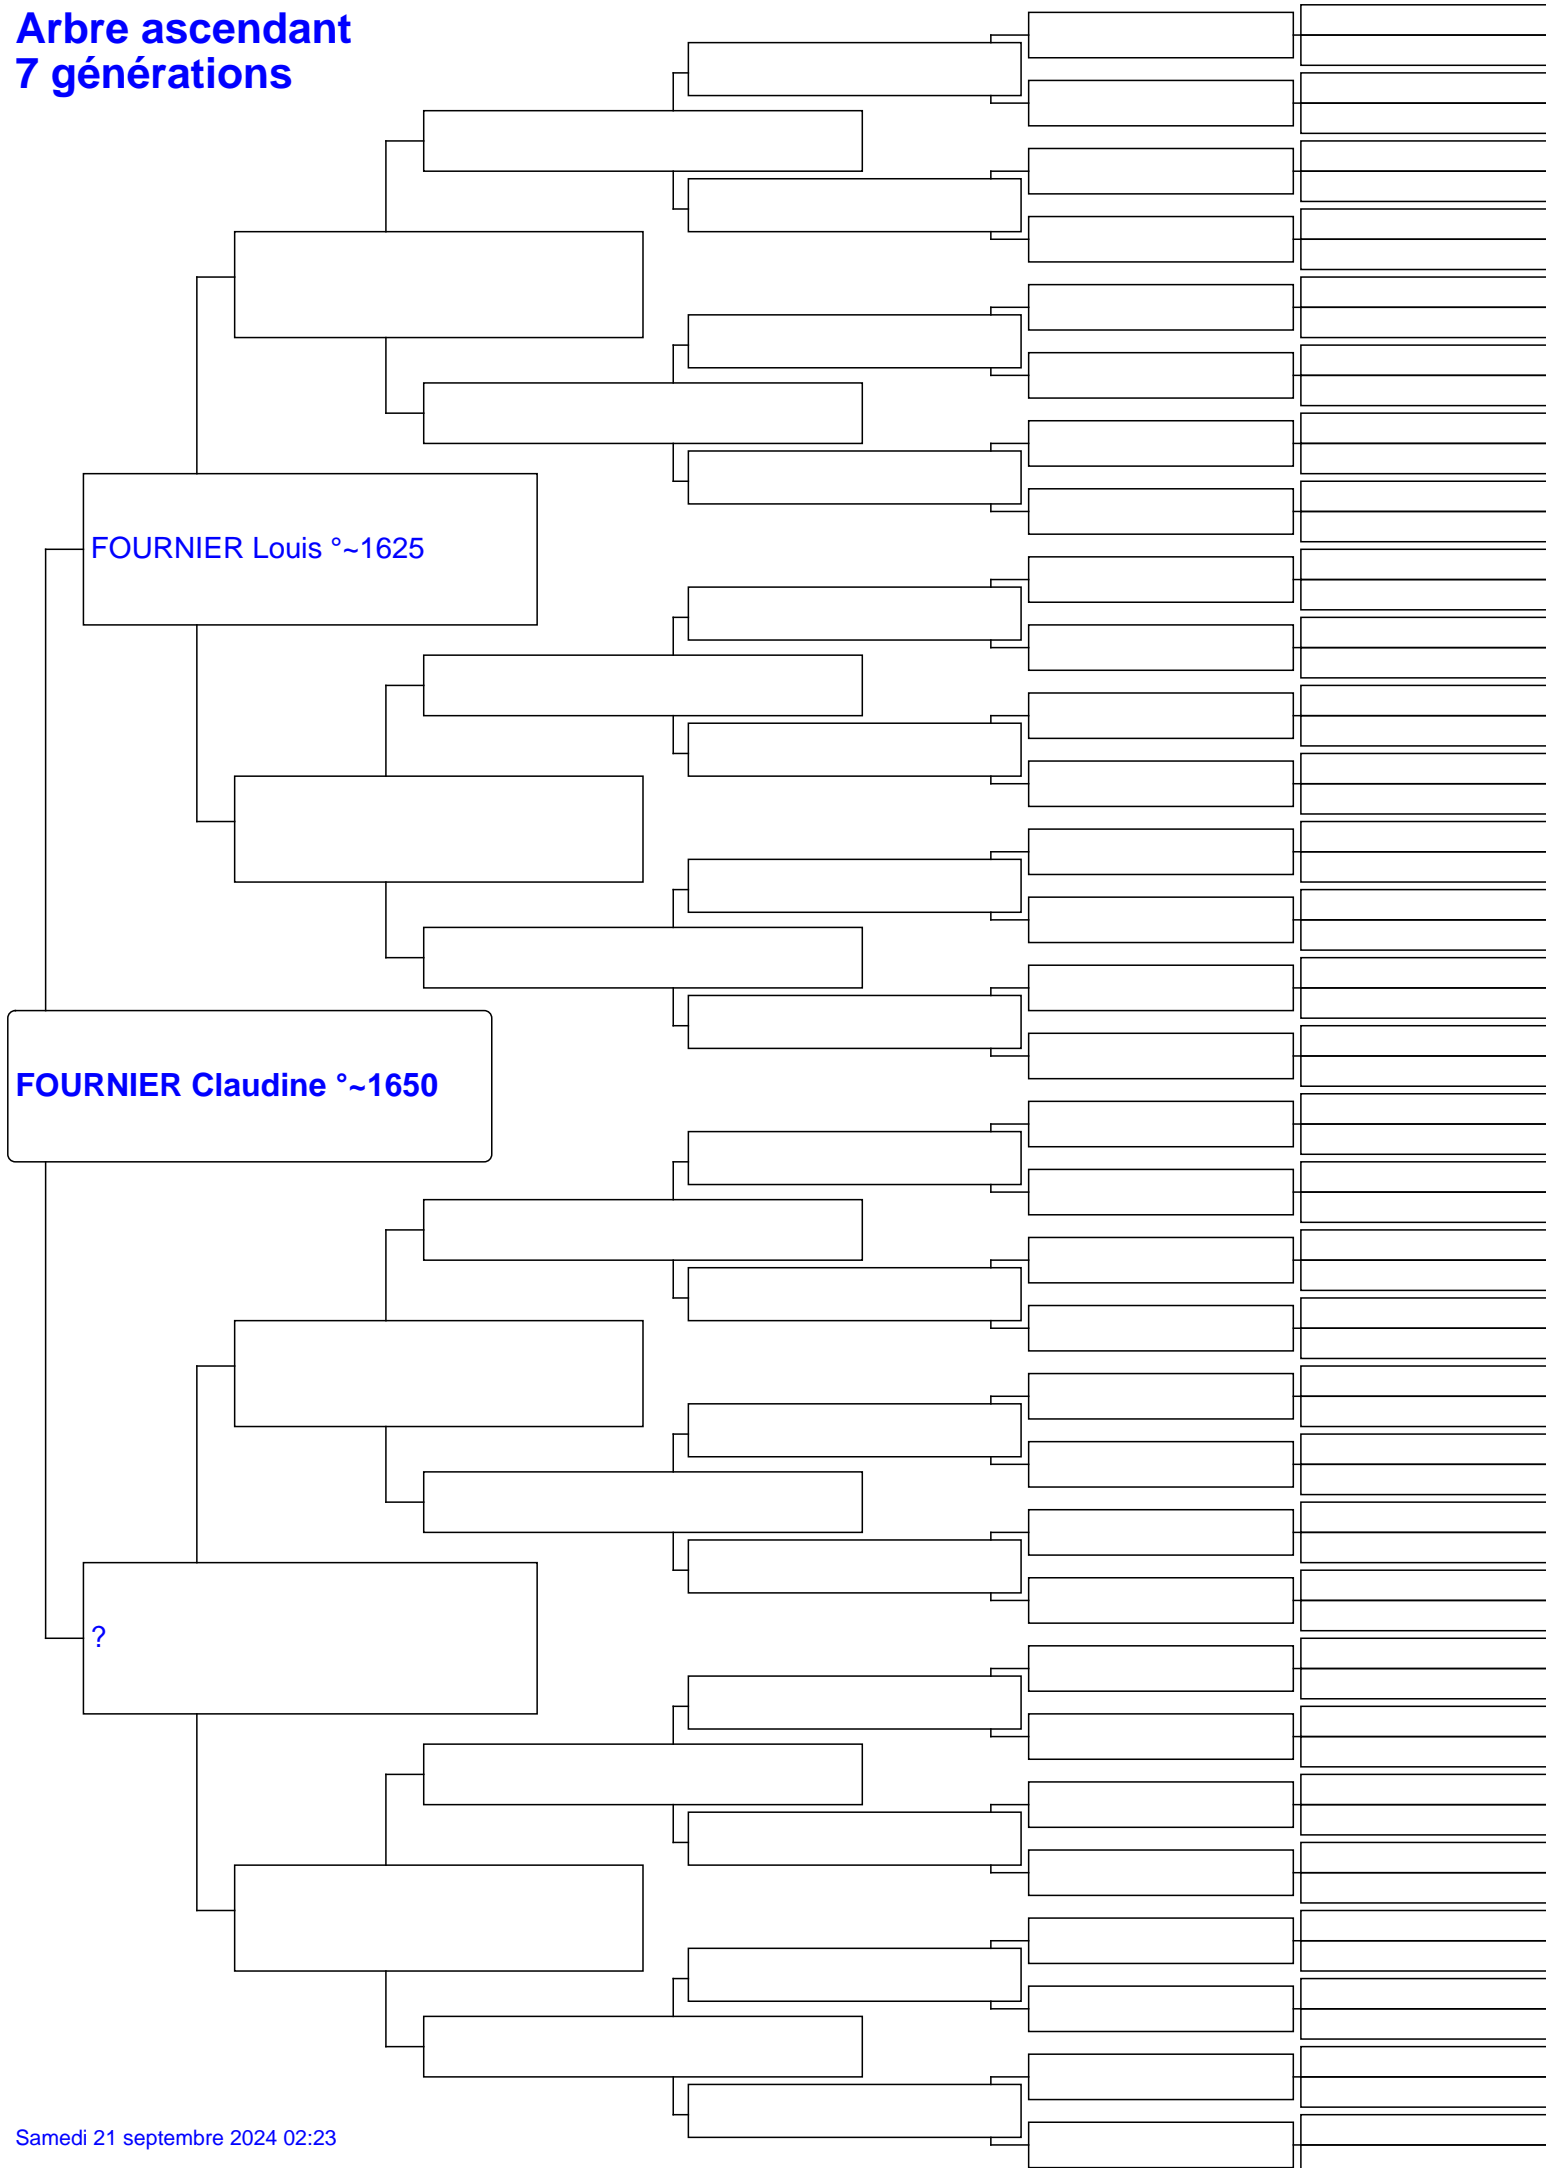 Arbre ascendant
7 générations
FOURNIER Louis °~1625
FOURNIER Claudine °~1650
?
Samedi 21 septembre 2024 02:23